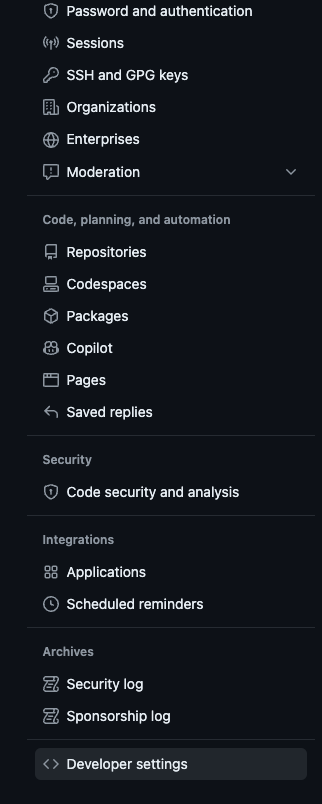 Password and authentication
Sessions
SSH and GPG keys
Organizations
Enterprises
Moderation
Code, planning, and automation
Repositories
Codespaces
Packages
Copilot
Pages
Saved replies
Security
Code security and analysis
Integrations
Applications
Scheduled reminders
Archives
Security log
Sponsorship log
Developer settings